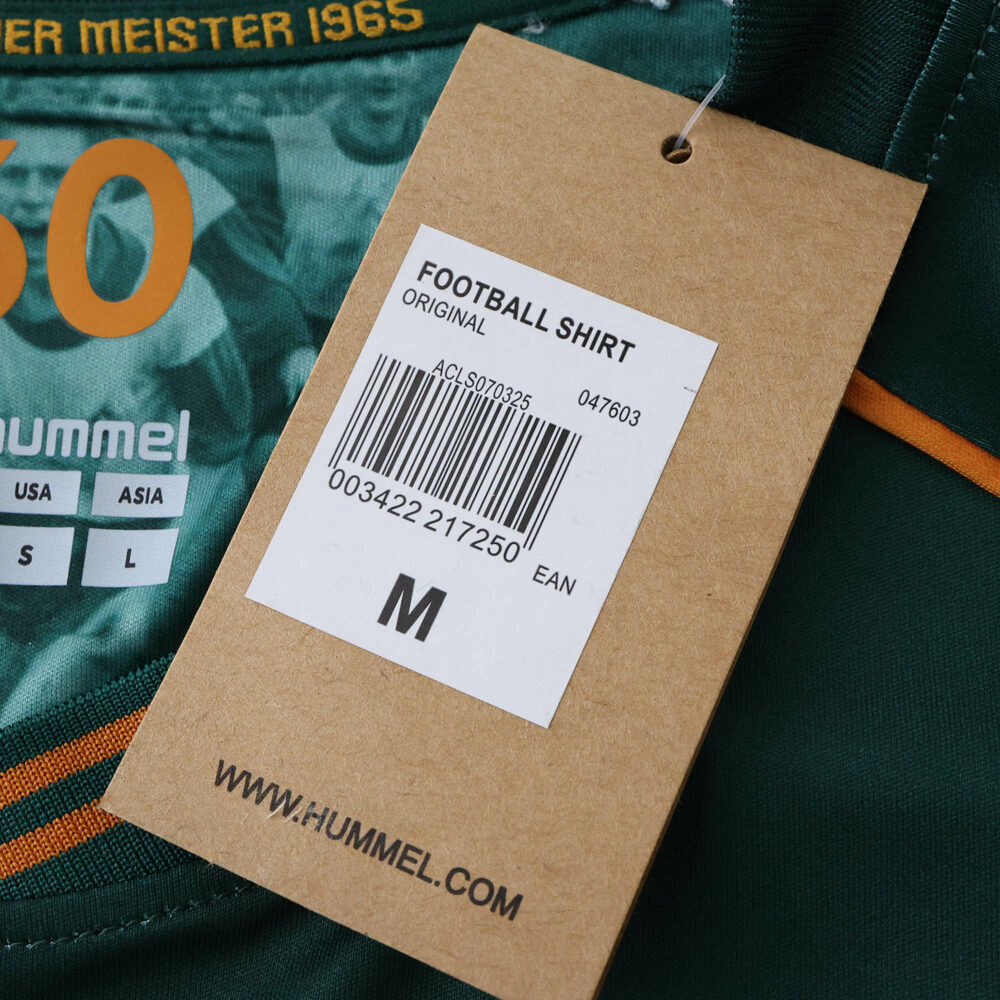 ER MEISTER 1965
60
hummel
USA ASIA
S L
FOOTBALL SHIRT
ORIGINAL
ACLS070325 047603
003422 217250
EAN
M
WWW.HUMMEL.COM